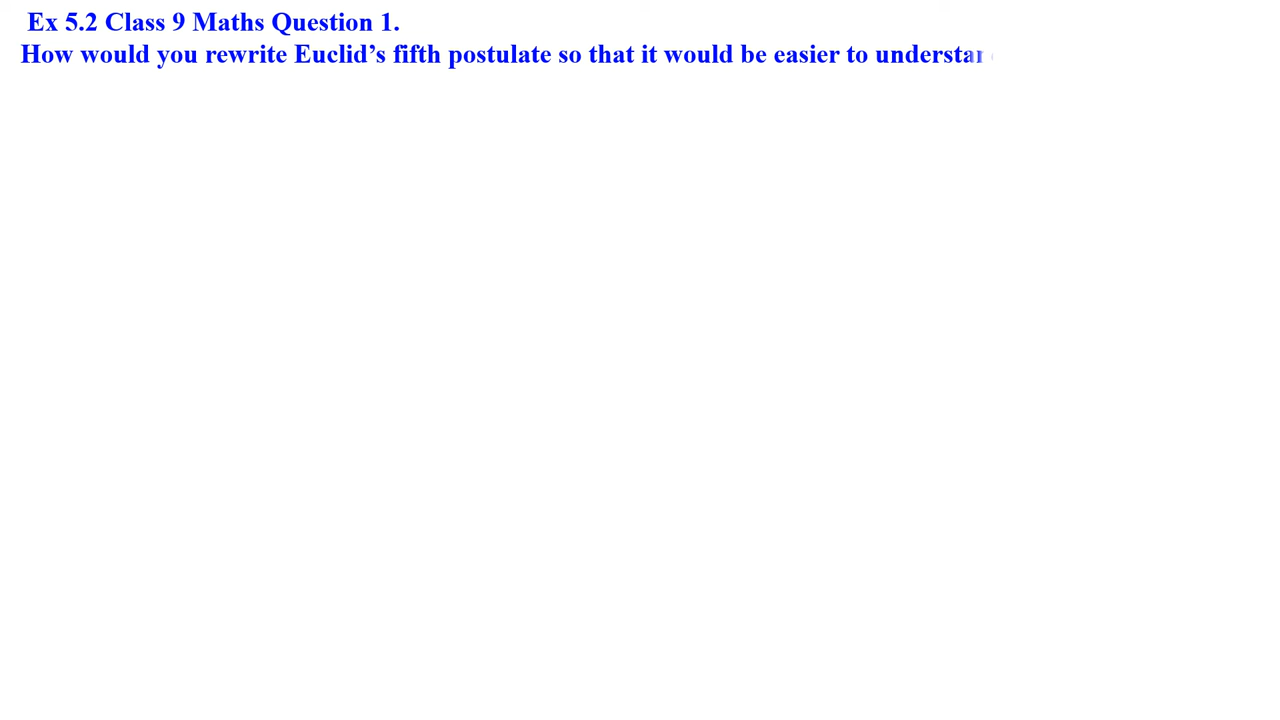 Ex 5.2 Class 9 Maths Question 1.
How would you rewrite Euclid’s fifth postulate so that it would be easier to understan